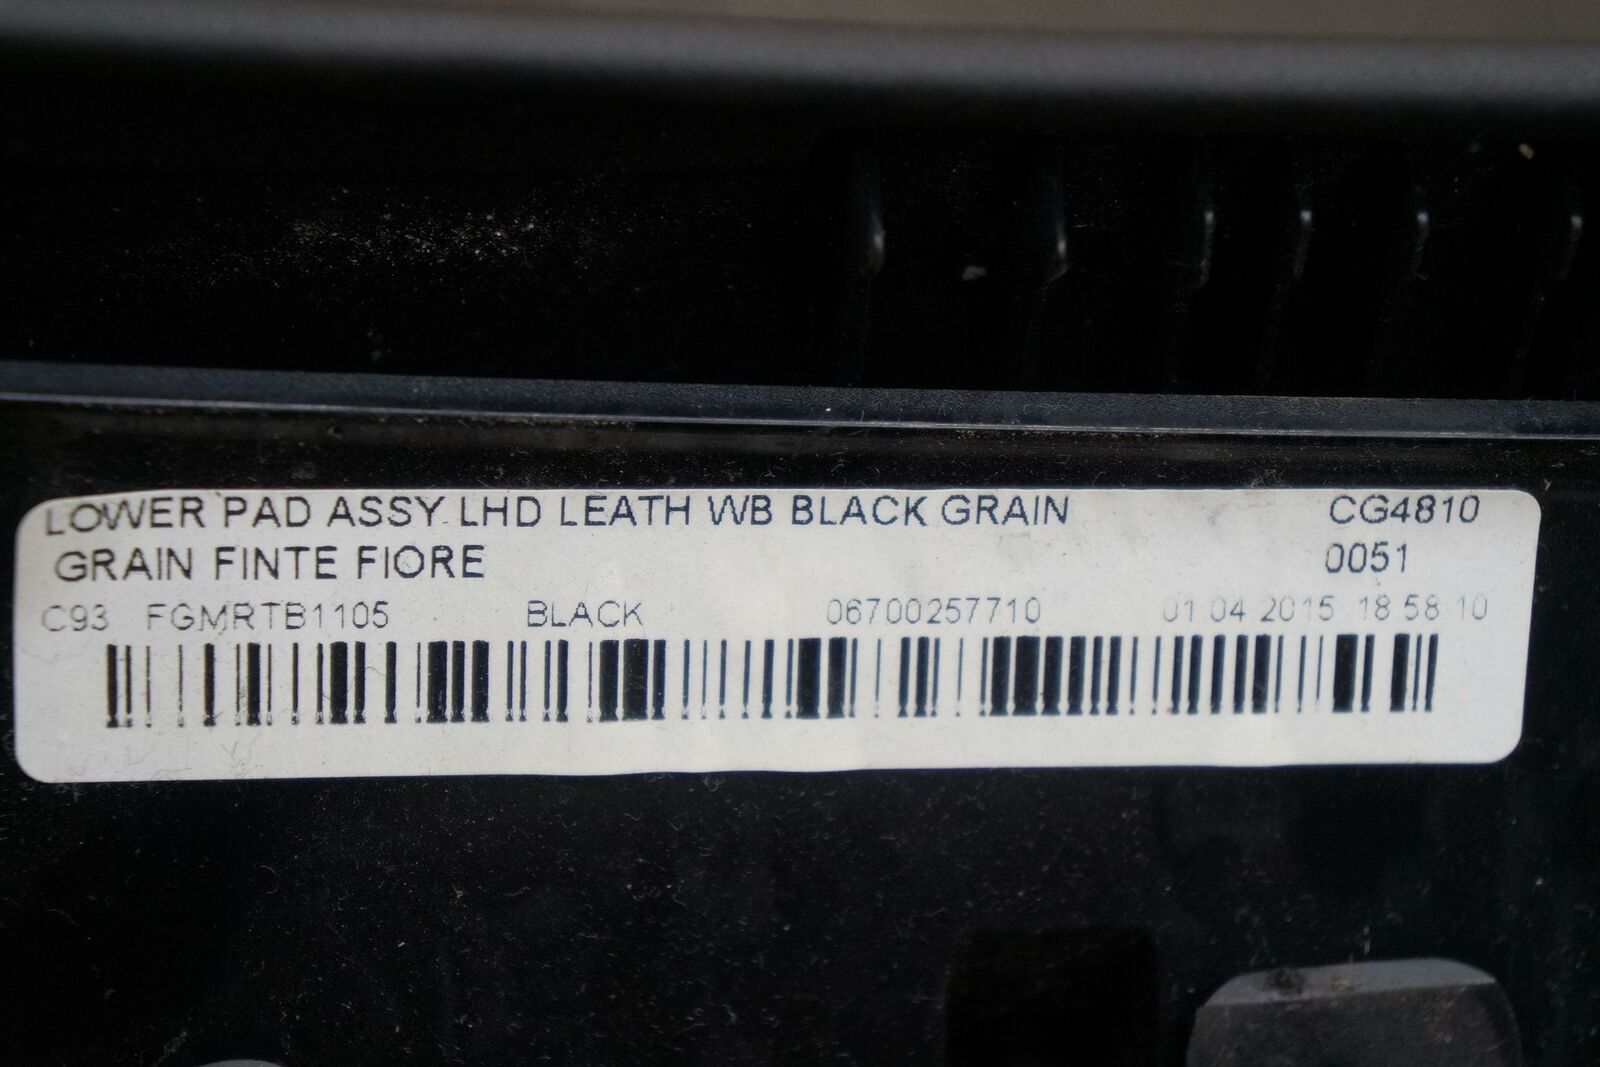 LOWER PAD ASSY LHD LEATH WB BLACK GRAIN CG4810
GRAIN FINTE FIORE 0051
C93 FGMRTB1105 BLACK 06700257710 01 04 2015 18 58 10